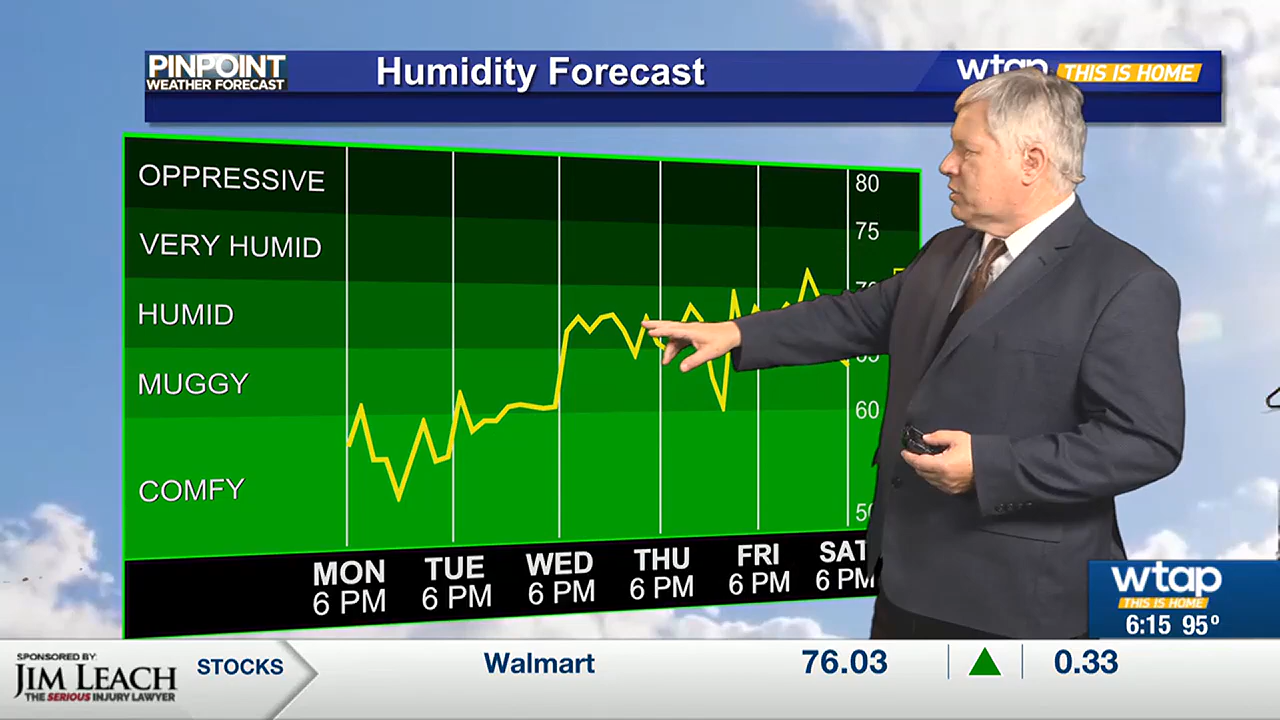 PINPOINT
WEATHER FORECAST
Humidity Forecast
wtap THIS IS HOME
OPPRESSIVE
VERY HUMID
HUMID
MUGGY
COMFY
80
75
60
MON
6 PM
TUE
6 PM
WED
6 PM
THU
6 PM
FRI
6 PM
SAT
6 PM
wtap
THIS IS HOME
6:15 95°
SPONSORED BY:
JIM LEACH
THE SERIOUS INJURY LAWYER
STOCKS
Walmart
76.03
0.33